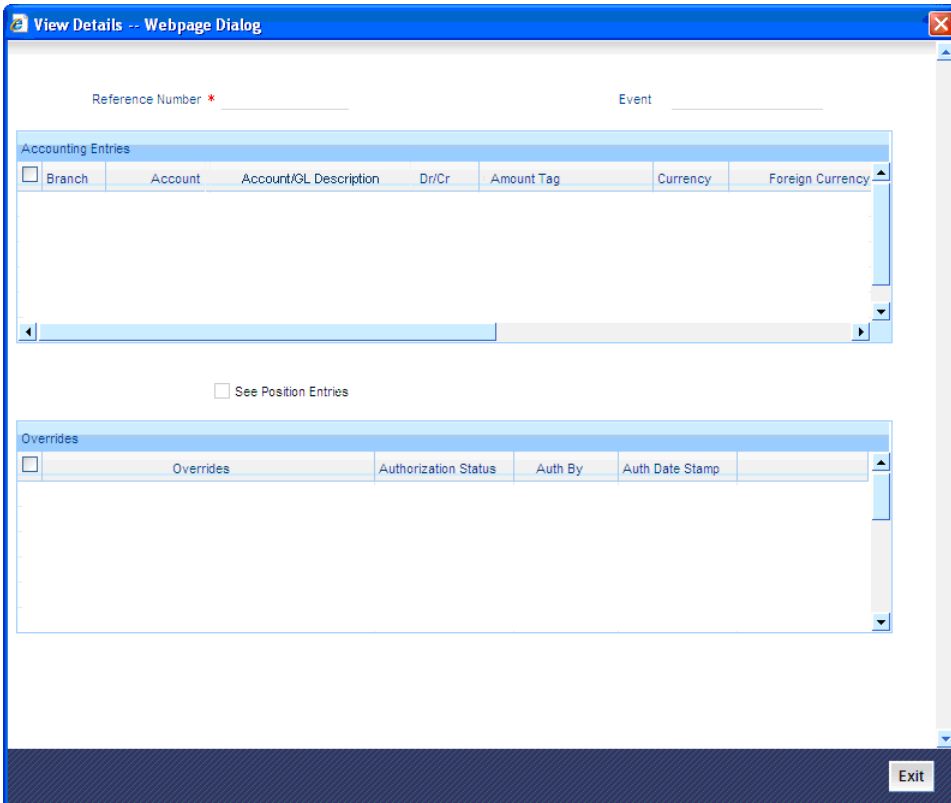 View Details -- Webpage Dialog
Reference Number * Event
Accounting Entries
Branch Account Account/GL Description Dr/Cr Amount Tag Currency Foreign Currency
See Position Entries
Overrides
Overrides Authorization Status Auth By Auth Date Stamp
Exit